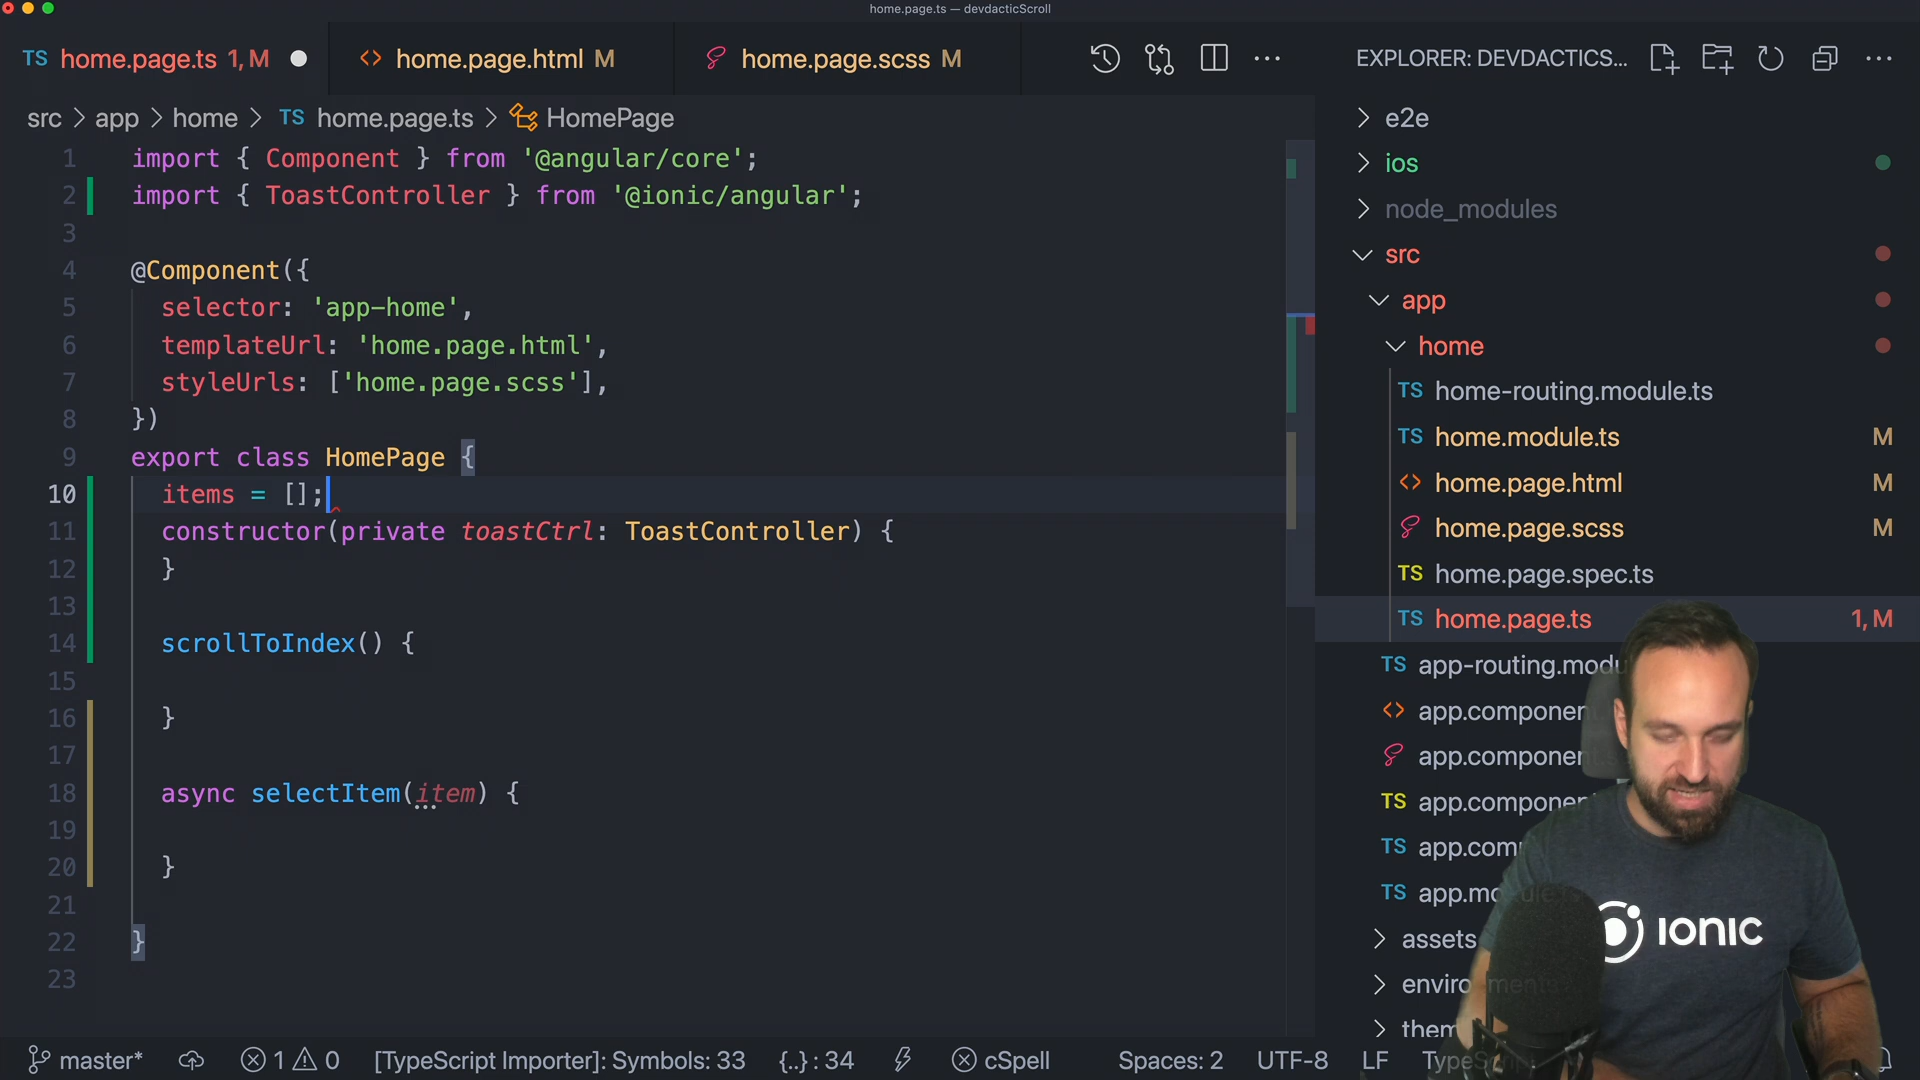 home.page.ts — devdacticScroll
TS home.page.ts 1, M
<> home.page.html M
home.page.scss M
EXPLORER: DEVDACTICS...
src > app > home > TS home.page.ts > HomePage
1 import { Component } from '@angular/core';
2 import { ToastController } from '@ionic/angular';
3
4 @Component({
5 selector: 'app-home',
6 templateUrl: 'home.page.html',
7 styleUrls: ['home.page.scss'],
8 })
9 export class HomePage {
10 items = [];
11 constructor(private toastCtrl: ToastController) {
12 }
13
14 scrollToIndex() {
15
16 }
17
18 async selectItem(item) {
19
20 }
21
22 }
23
e2e
ios
node_modules
src
app
home
TS home-routing.module.ts
TS home.module.ts M
<> home.page.html M
home.page.scss M
TS home.page.spec.ts
TS home.page.ts 1, M
TS app-routing.modu
<> app.componen
app.component
TS app.componen
TS app.com
TS app.mo
assets
enviro
them
IONIC
master* 1 0 [TypeScript Importer]: Symbols: 33 {..} : 34 cSpell Spaces: 2 UTF-8 LF